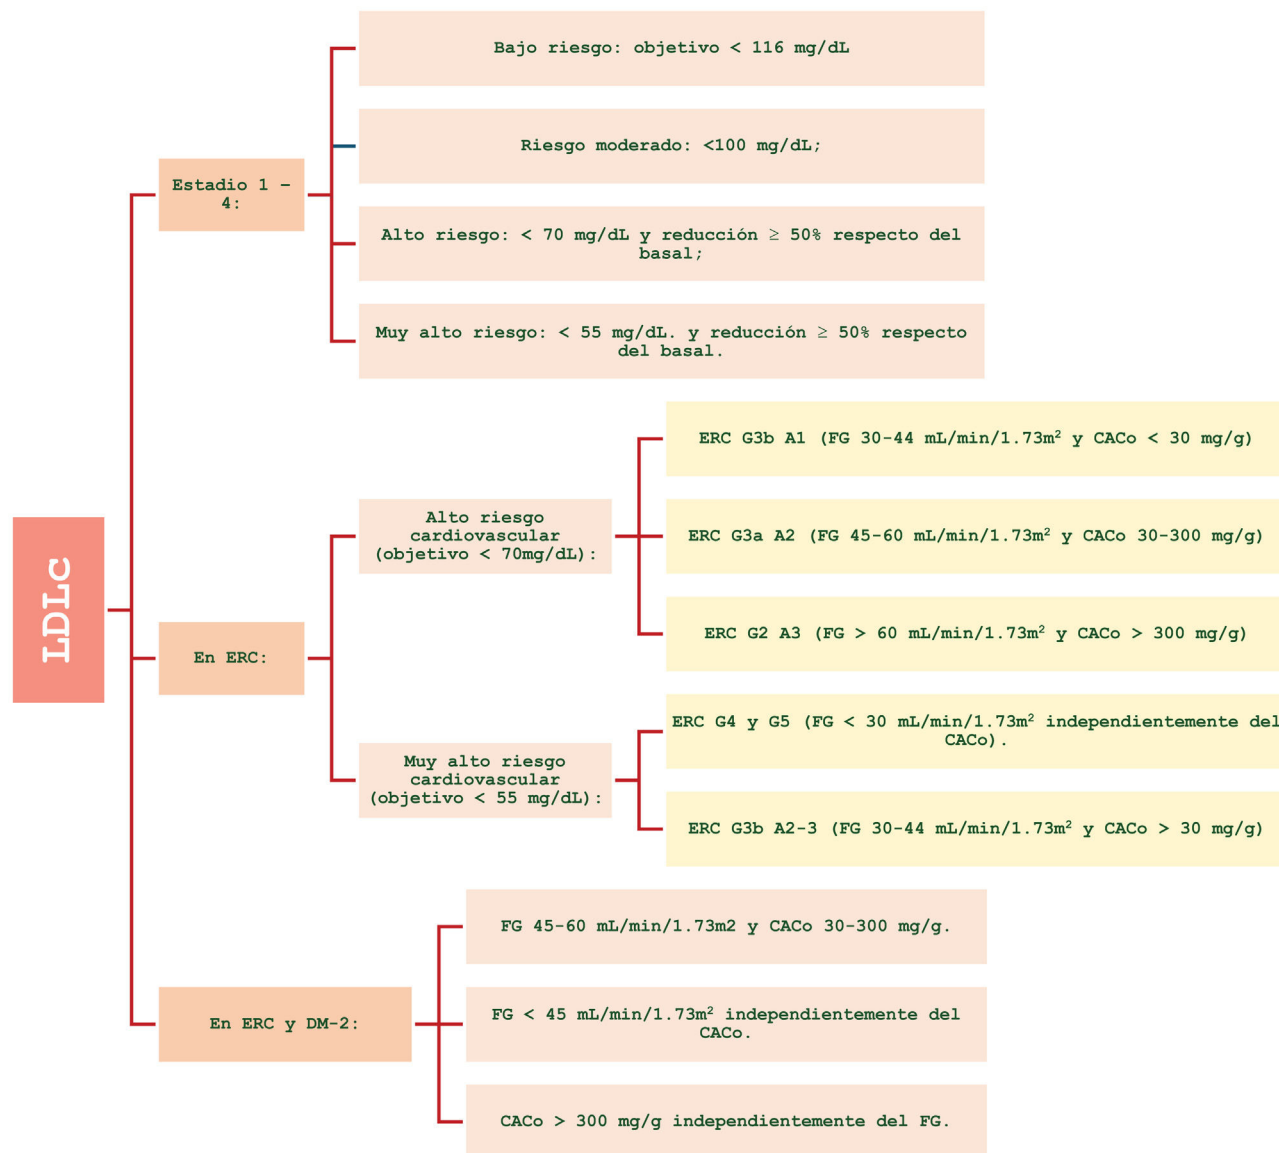 LDLc
Estadio 1 –
4:
Bajo riesgo: objetivo < 116 mg/dL
Riesgo moderado: <100 mg/dL;
Alto riesgo: < 70 mg/dL y reducción ≥ 50% respecto del
basal;
Muy alto riesgo: < 55 mg/dL. y reducción ≥ 50% respecto
del basal.
En ERC:
Alto riesgo
cardiovascular
(objetivo < 70mg/dL):
ERC G3b A1 (FG 30-44 mL/min/1.73m² y CACo < 30 mg/g)
ERC G3a A2 (FG 45-60 mL/min/1.73m² y CACo 30-300 mg/g)
ERC G2 A3 (FG > 60 mL/min/1.73m² y CACo > 300 mg/g)
Muy alto riesgo
cardiovascular
(objetivo < 55 mg/dL):
ERC G4 y G5 (FG < 30 mL/min/1.73m² independientemente del
CACo).
ERC G3b A2-3 (FG 30-44 mL/min/1.73m² y CACo > 30 mg/g)
En ERC y DM-2:
FG 45-60 mL/min/1.73m2 y CACo 30-300 mg/g.
FG < 45 mL/min/1.73m² independientemente del
CACo.
CACo > 300 mg/g independientemente del FG.